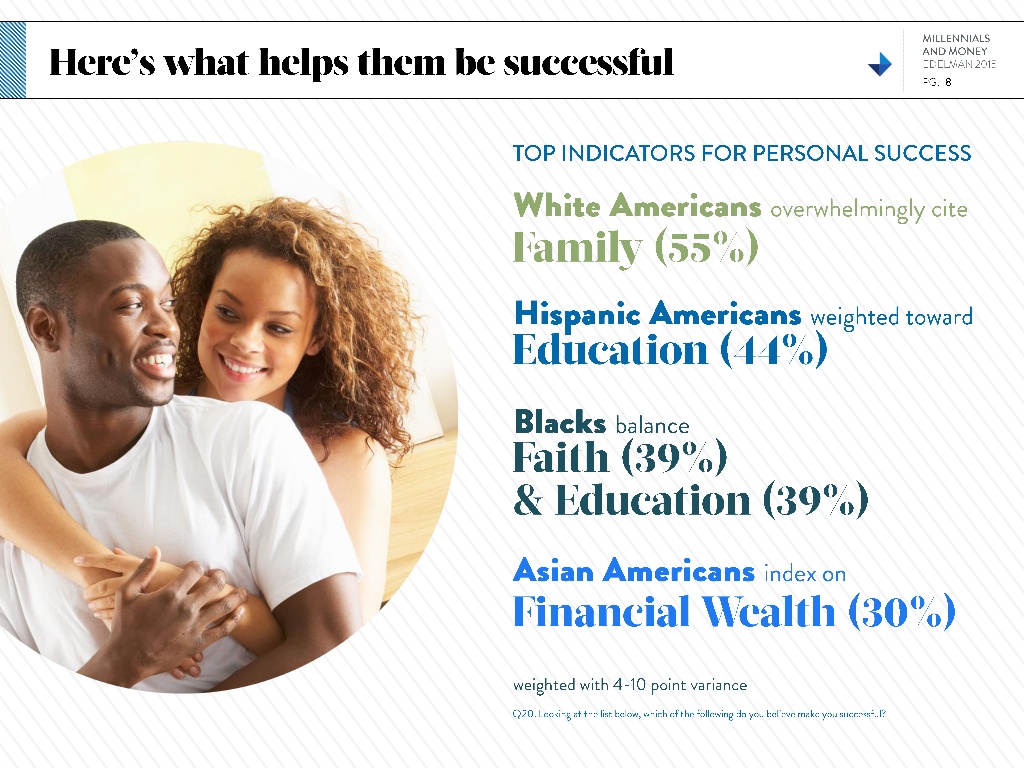 Here's what helps them be successful
MILLENNIALS
AND MONEY
EDELMAN 2015
PG. 8
TOP INDICATORS FOR PERSONAL SUCCESS
White Americans overwhelmingly cite
Family (55%)
Hispanic Americans weighted toward
Education (44%)
Blacks balance
Faith (39%)
& Education (39%)
Asian Americans index on
Financial Wealth (30%)
weighted with 4-10 point variance
Q20. Looking at the list below, which of the following do you believe make you successful?